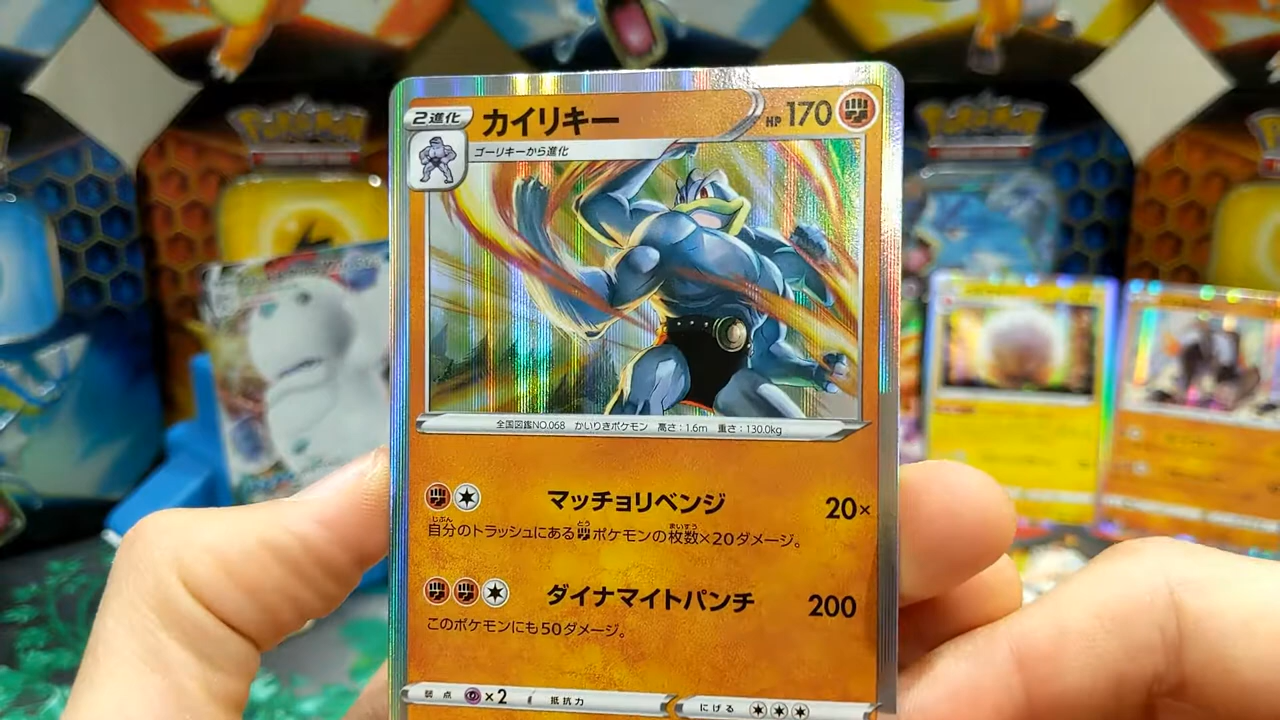 2進化
カイリキー
HP 170
ゴーリキーから進化
全国図鑑NO.068 かいりきポケモン 高さ：1.6m 重さ：130.0kg
マッチョリベンジ 20×
自分のトラッシュにあるポケモンの枚数×20ダメージ。
ダイナマイトパンチ 200
このポケモンにも50ダメージ。
弱点 ×2 抵抗力 にげる
POKéMON
POKéMON